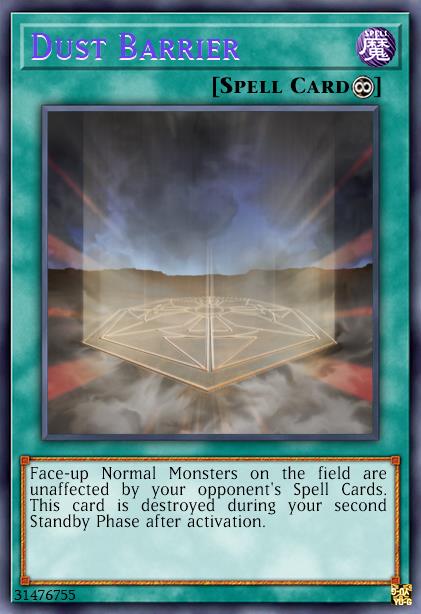 Dust Barrier
SPELL
魔
[Spell Card]
Face-up Normal Monsters on the field are
unaffected by your opponent's Spell Cards.
This card is destroyed during your second
Standby Phase after activation.
31476755